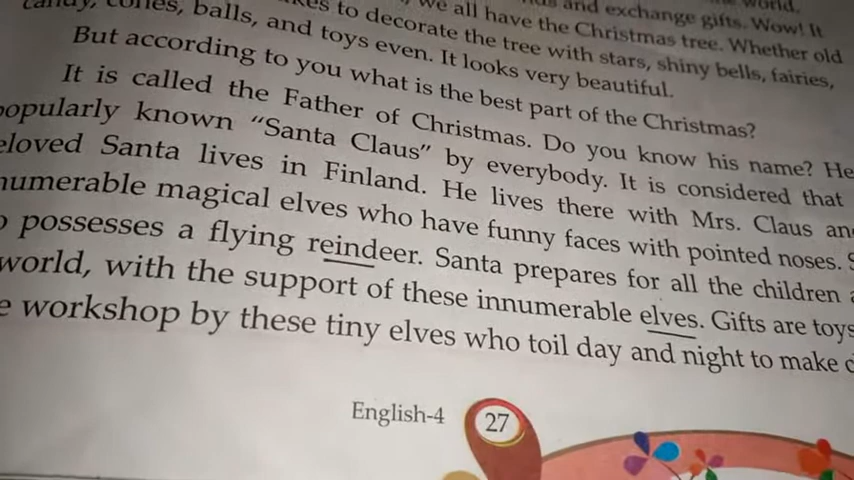 world.
and exchange gifts. Wow! It
we all have the Christmas tree. Whether old
to decorate the tree with stars, shiny bells, fairies,
candy, cones, balls, and toys even. It looks very beautiful.
But according to you what is the best part of the Christmas?
It is called the Father of Christmas. Do you know his name? He
popularly known "Santa Claus" by everybody. It is considered that
eloved Santa lives in Finland. He lives there with Mrs. Claus and
numerable magical elves who have funny faces with pointed noses. S
o possesses a flying reindeer. Santa prepares for all the children a
world, with the support of these innumerable elves. Gifts are toys
e workshop by these tiny elves who toil day and night to make
English-4
27